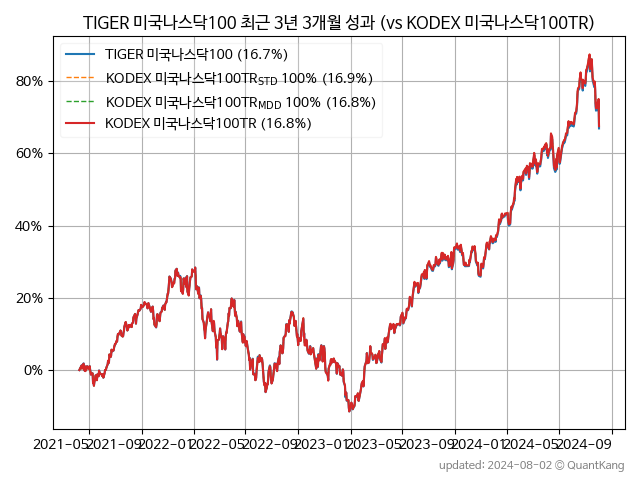 TIGER 미국나스닥100 최근 3년 3개월 성과 (vs KODEX 미국나스닥100TR)
TIGER 미국나스닥100 (16.7%)
KODEX 미국나스닥100TR STD 100% (16.9%)
KODEX 미국나스닥100TR MDD 100% (16.8%)
KODEX 미국나스닥100TR (16.8%)
80%
60%
40%
20%
0%
2021-05 2021-09 2022-01 2022-05 2022-09 2023-01 2023-05 2023-09 2024-01 2024-05 2024-09
updated: 2024-08-02 © QuantKang